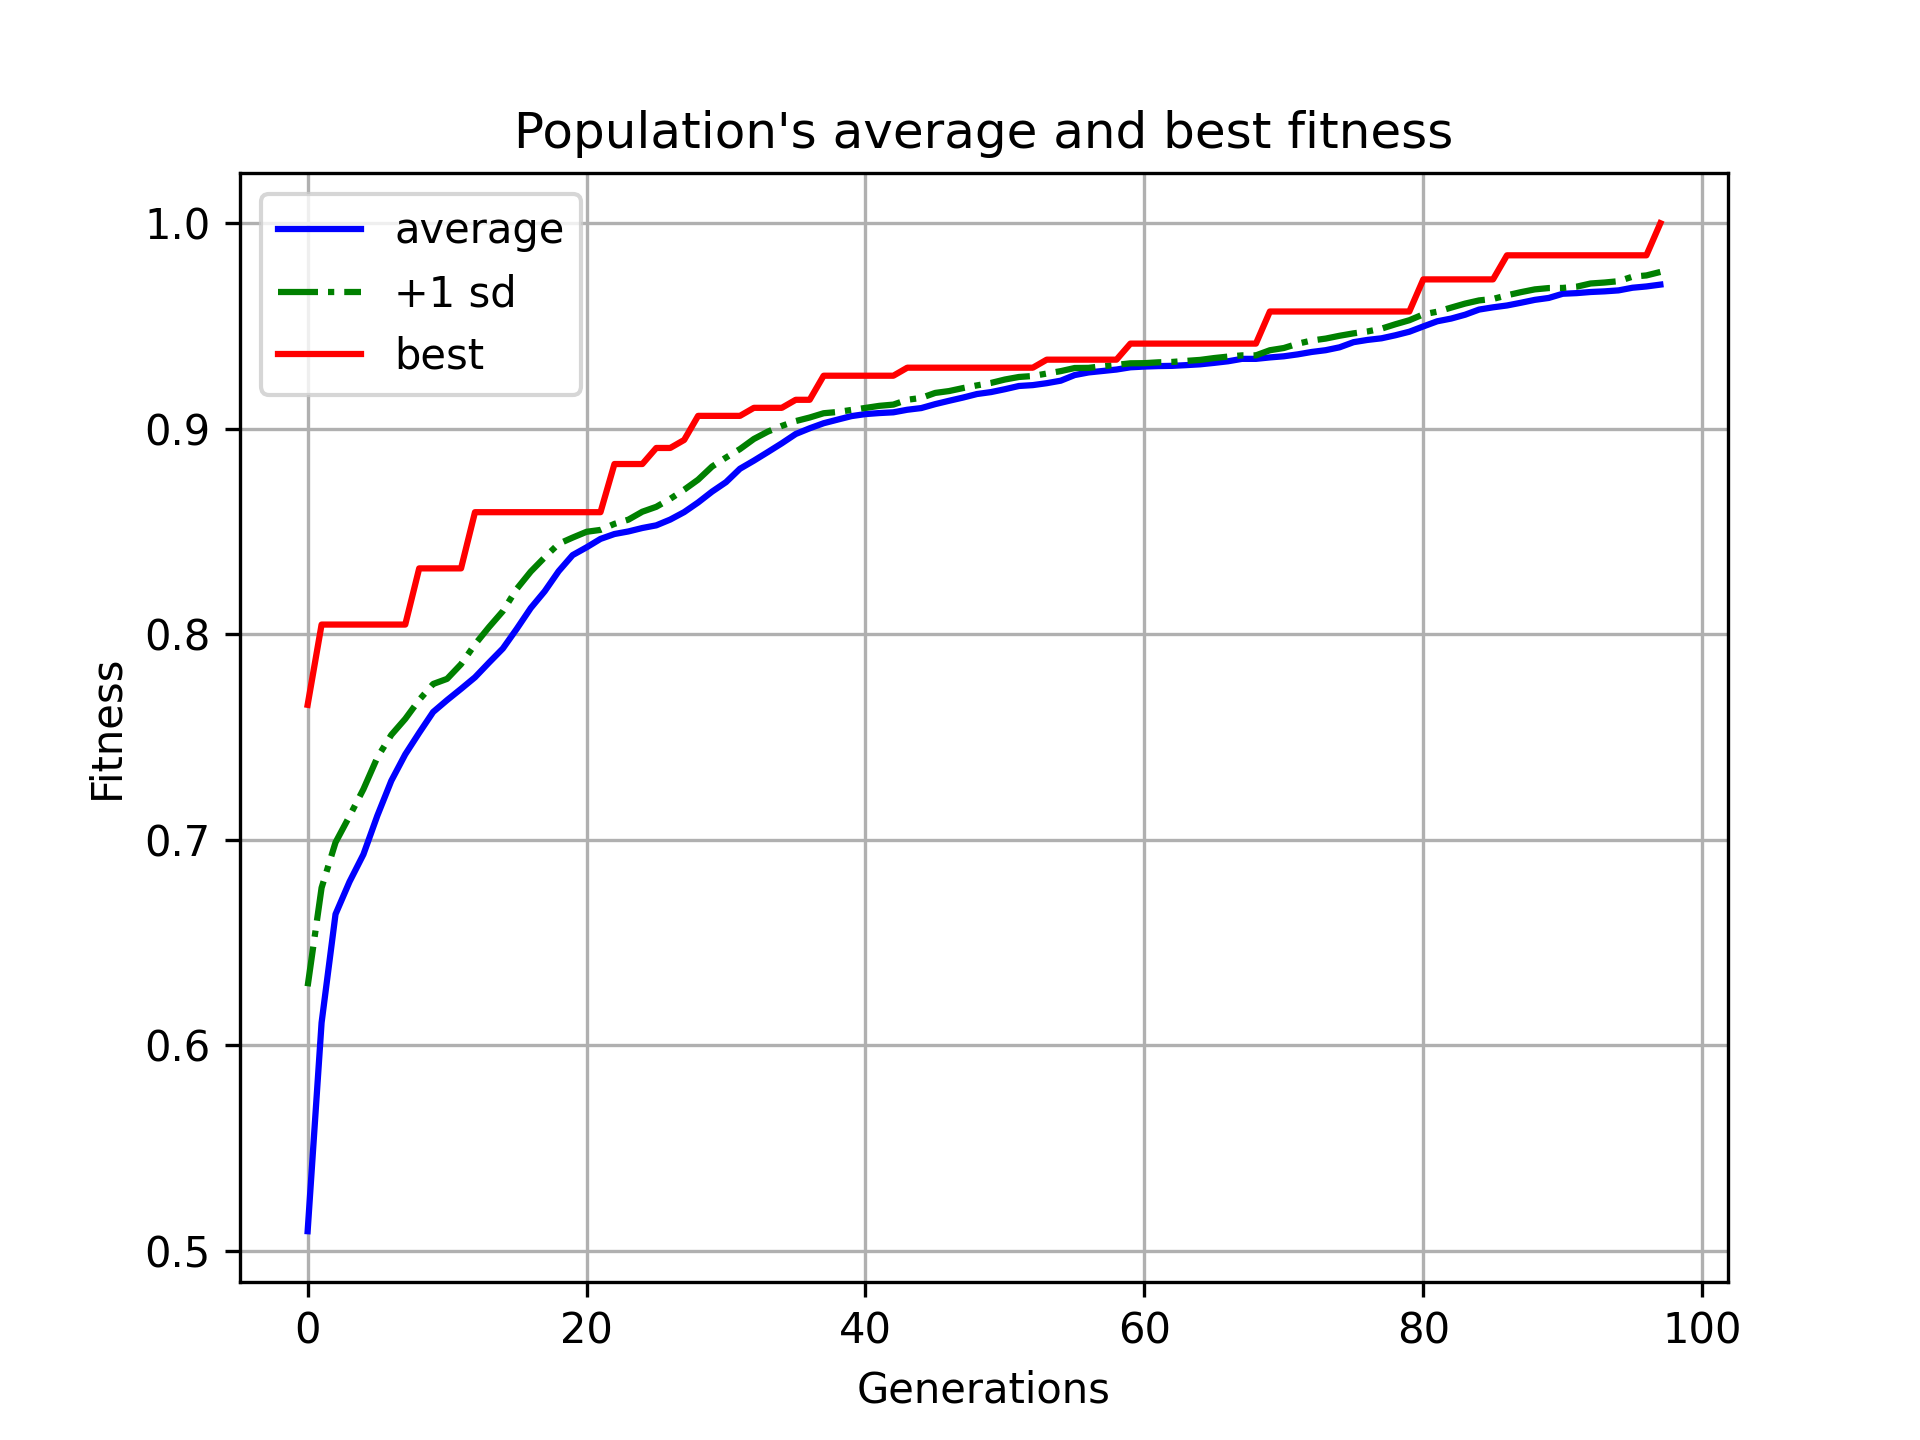 Population's average and best fitness
average
+1 sd
best
1.0
0.9
0.8
0.7
0.6
0.5
Fitness
0 20 40 60 80 100
Generations